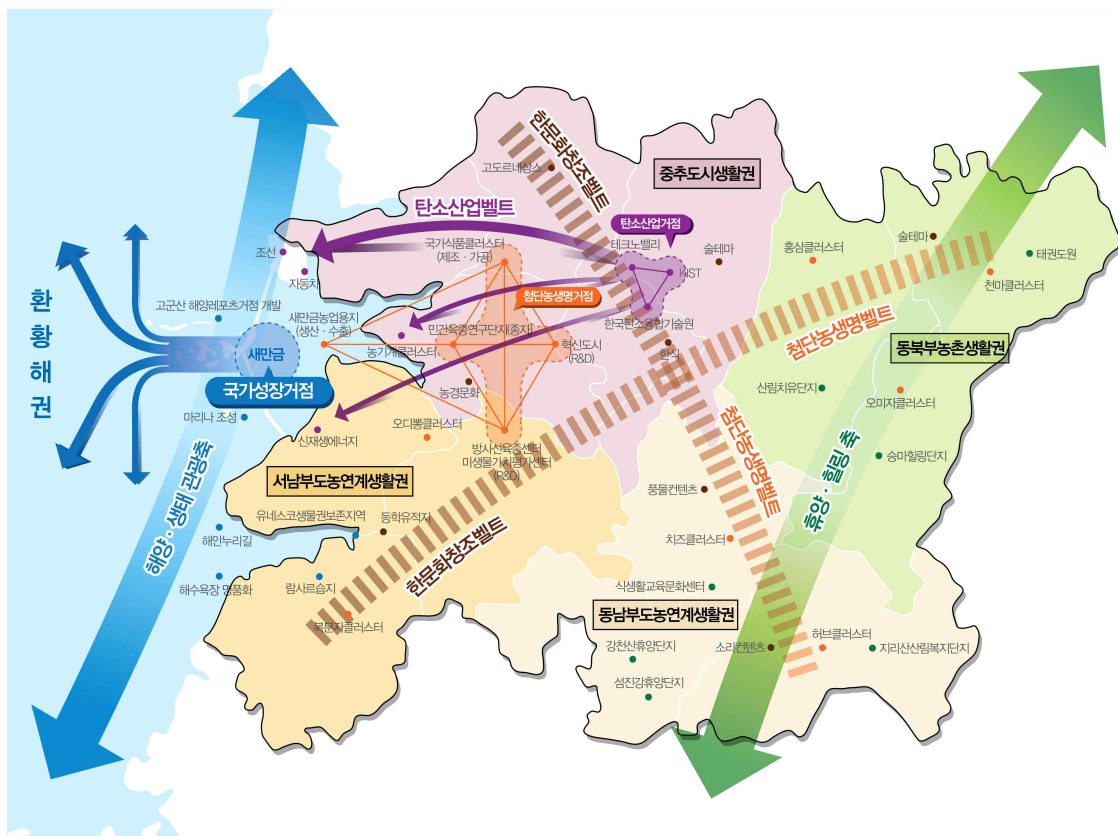 한문화창조벨트
고도르네상스
중추도시생활권
탄소산업벨트
탄소산업거점
테크노밸리
KIST
술테마
홍삼클러스터
술테마
태권도원
천마클러스터
조선
자동차
국가식품클러스터
(제조 · 가공)
첨단농생명거점
한국탄소융합기술원
환황해권
고군산 해양레포츠거점 개발
새만금농업용지
(생산 · 수출)
민간육종연구단지(종자)
농기계클러스터
혁신도시
(R&D)
한식
첨단농생명벨트
동북부농촌생활권
새만금
국가성장거점
농경문화
산림치유단지
오미자클러스터
마리나 조성
신재생에너지
오디뽕클러스터
방사선육종센터
미생물가치평가센터
(R&D)
첨단농생명벨트
승마힐링단지
해양 · 생태 관광축
서남부도농연계생활권
풍물컨텐츠
휴양 · 힐링 축
유네스코생물권보존지역
동학유적지
해안누리길
치즈클러스터
한문화창조벨트
해수욕장 명품화
람사르습지
식생활교육문화센터
복분자클러스터
동남부도농연계생활권
강천산휴양단지
소리컨텐츠
허브클러스터
지리산산림복지단지
섬진강휴양단지